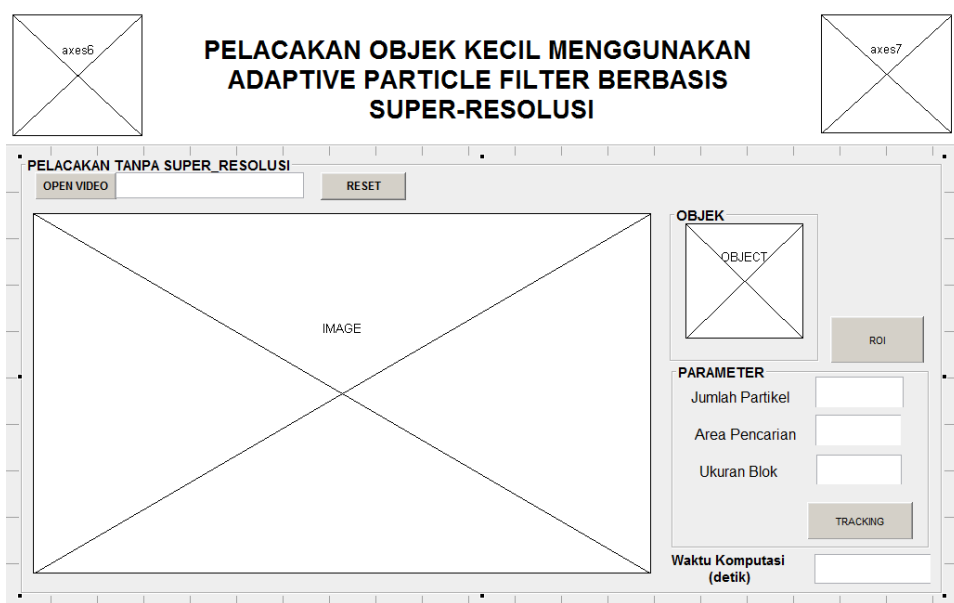 axes6
PELACAKAN OBJEK KECIL MENGGUNAKAN
ADAPTIVE PARTICLE FILTER BERBASIS
SUPER-RESOLUSI
axes7
PELACAKAN TANPA SUPER_RESOLUSI
OPEN VIDEO
RESET
IMAGE
OBJEK
OBJECT
ROI
PARAMETER
Jumlah Partikel
Area Pencarian
Ukuran Blok
TRACKING
Waktu Komputasi
(detik)